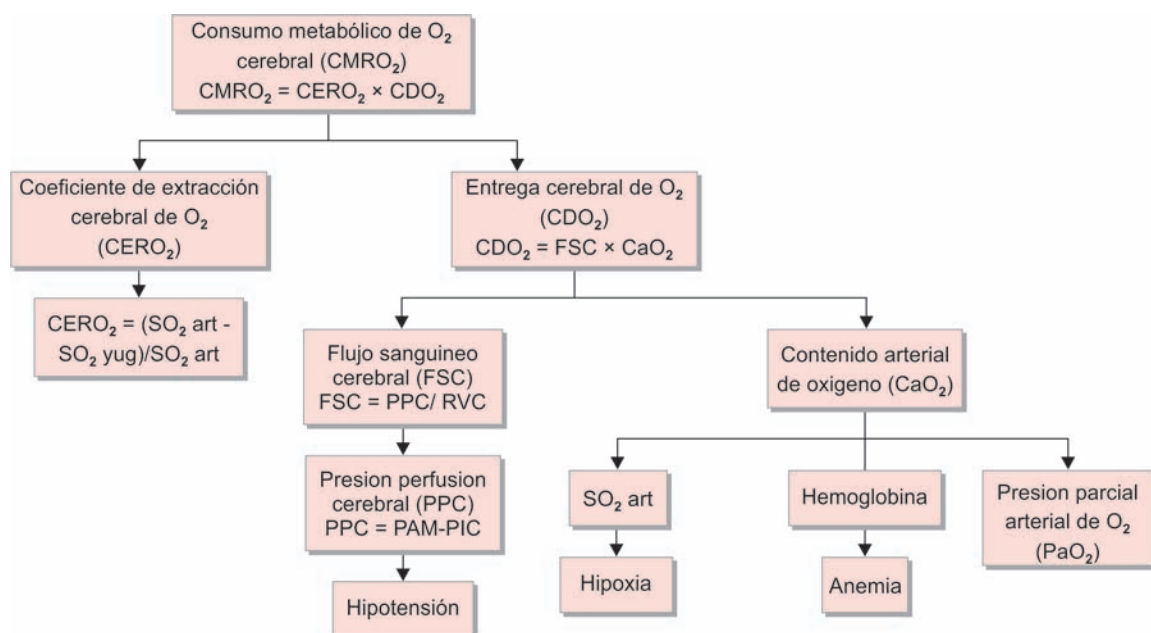 Consumo metabólico de O₂
cerebral (CMRO₂)
CMRO₂ = CERO₂ × CDO₂
Coeficiente de extracción
cerebral de O₂
(CERO₂)
Entrega cerebral de O₂
(CDO₂)
CDO₂ = FSC × CaO₂
CERO₂ = (SO₂ art -
SO₂ yug)/SO₂ art
Flujo sanguineo
cerebral (FSC)
FSC = PPC/ RVC
Contenido arterial
de oxigeno (CaO₂)
Presion perfusion
cerebral (PPC)
PPC = PAM-PIC
SO₂ art
Hemoglobina
Presion parcial
arterial de O₂
(PaO₂)
Hipotensión
Hipoxia
Anemia